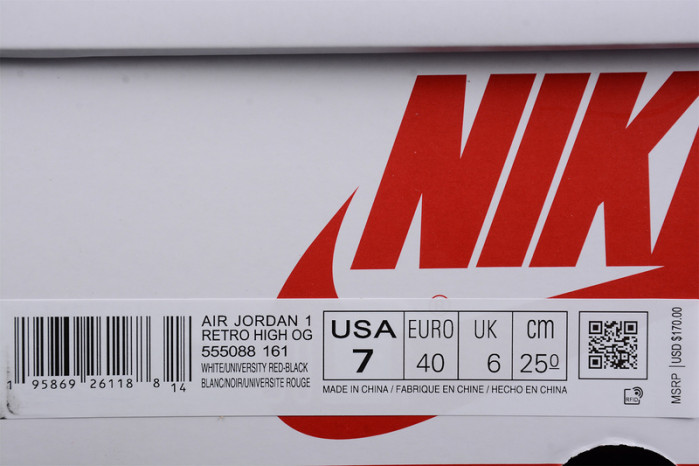 NIK
AIR JORDAN 1
RETRO HIGH OG
555088 161
WHITE/UNIVERSITY RED-BLACK
BLANC/NOIR/UNIVERSITE ROUGE
1 95869 26118 8 14
USA EURO UK cm
7 40 6 250
MADE IN CHINA / FABRIQUE EN CHINE / HECHO EN CHINA
RFID
MSRP | USD $170.00